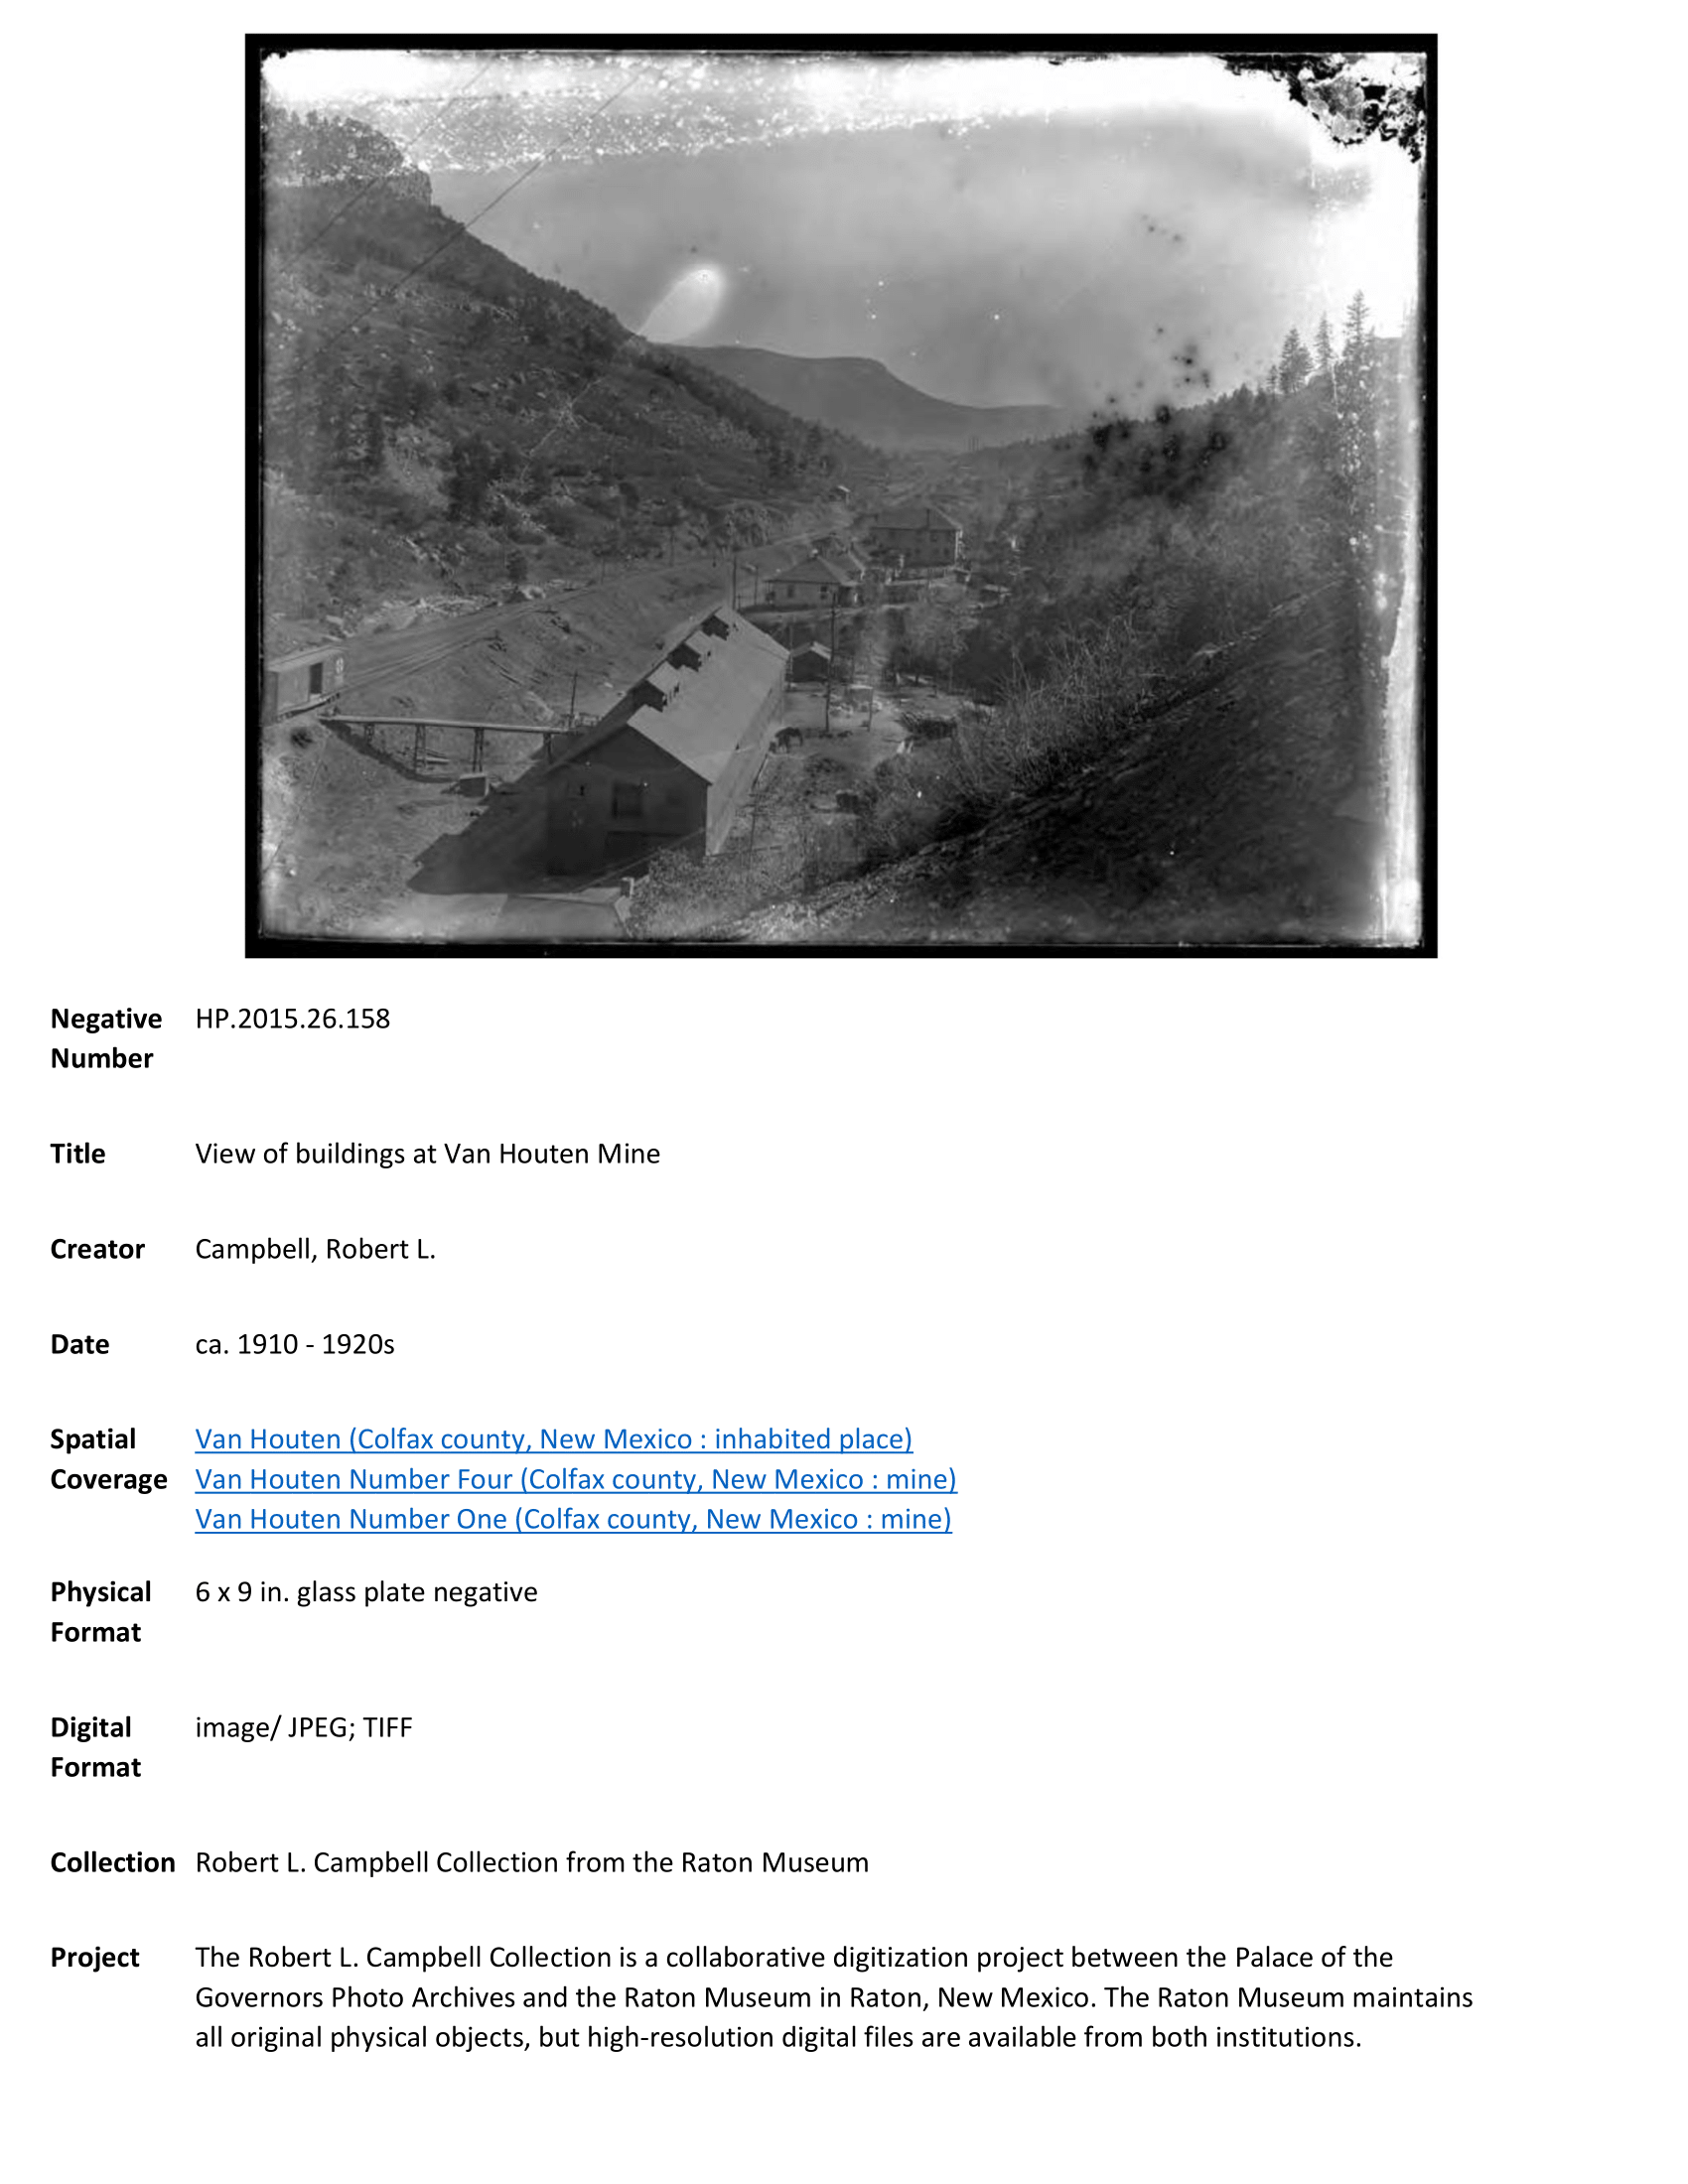 Negative Number
HP.2015.26.158
Title
View of buildings at Van Houten Mine
Creator
Campbell, Robert L.
Date
ca. 1910 - 1920s
Spatial Coverage
Van Houten (Colfax county, New Mexico : inhabited place)
Van Houten Number Four (Colfax county, New Mexico : mine)
Van Houten Number One (Colfax county, New Mexico : mine)
Physical Format
6 x 9 in. glass plate negative
Digital Format
image/ JPEG; TIFF
Collection
Robert L. Campbell Collection from the Raton Museum
Project
The Robert L. Campbell Collection is a collaborative digitization project between the Palace of the
Governors Photo Archives and the Raton Museum in Raton, New Mexico. The Raton Museum maintains
all original physical objects, but high-resolution digital files are available from both institutions.